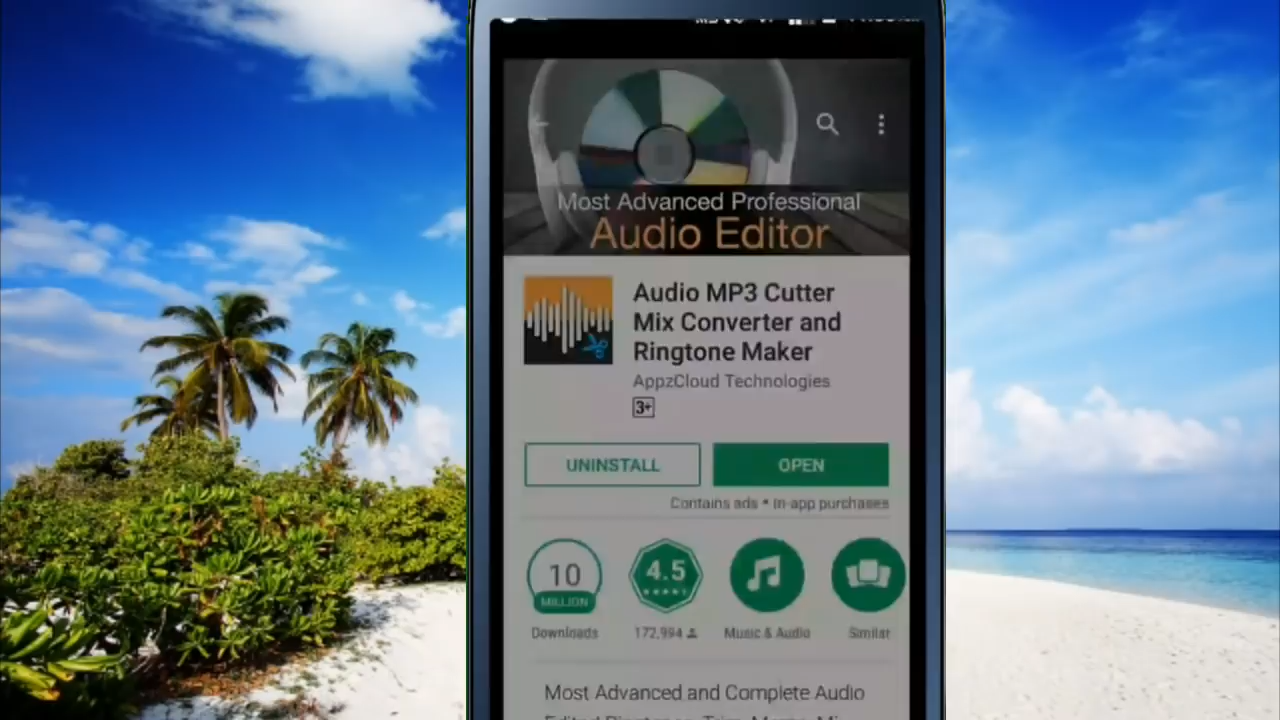 Most Advanced Professional
Audio Editor
Audio MP3 Cutter
Mix Converter and
Ringtone Maker
AppzCloud Technologies
3+
UNINSTALL
OPEN
Contains ads • In-app purchases
10
MILLION
4.5
Downloads
172,994
Music & Audio
Similar
Most Advanced and Complete Audio